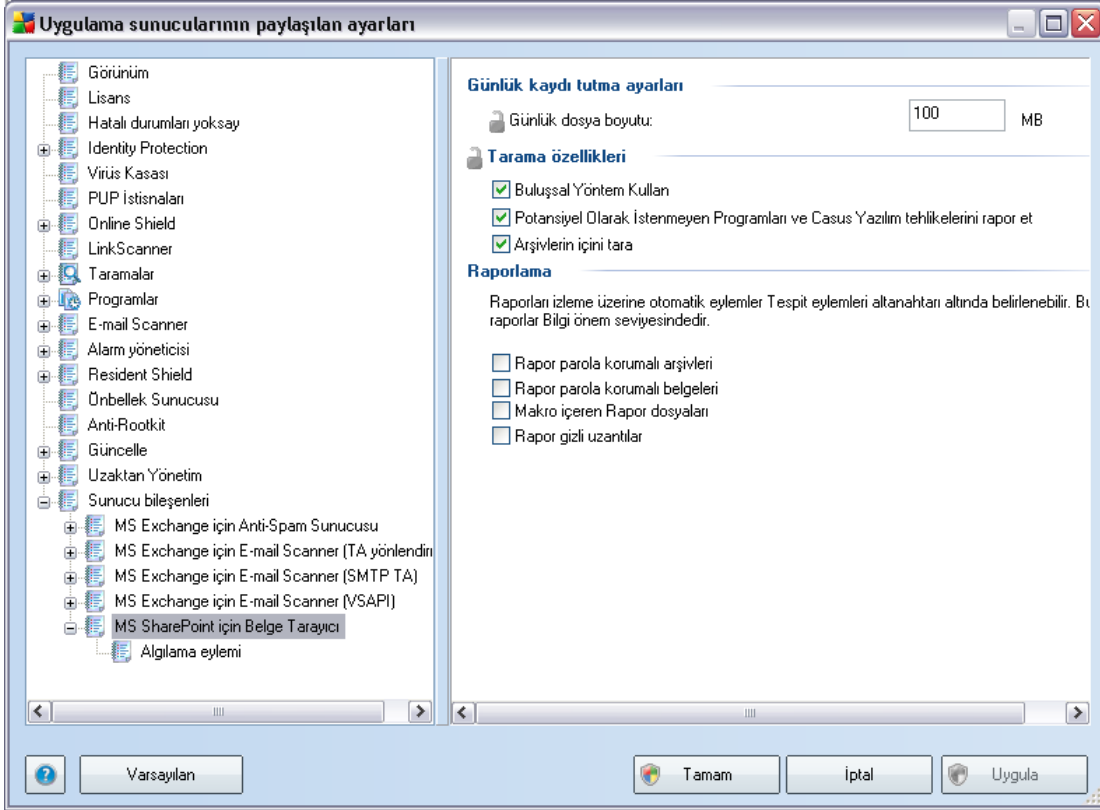 Uygulama sunucularının paylaşılan ayarları
Görünüm
Lisans
Hatalı durumları yoksay
Identity Protection
Virüs Kasası
PUP İstisnaları
Online Shield
LinkScanner
Taramalar
Programlar
E-mail Scanner
Alarm yöneticisi
Resident Shield
Önbellek Sunucusu
Anti-Rootkit
Güncelle
Uzaktan Yönetim
Sunucu bileşenleri
MS Exchange için Anti-Spam Sunucusu
MS Exchange için E-mail Scanner (TA yönlendirı
MS Exchange için E-mail Scanner (SMTP TA)
MS Exchange için E-mail Scanner (VSAPI)
MS SharePoint için Belge Tarayıcı
Algılama eylemi
Günlük kaydı tutma ayarları
Günlük dosya boyutu: 100 MB
Tarama özellikleri
Buluşsal Yöntem Kullan
Potansiyel Olarak İstenmeyen Programları ve Casus Yazılım tehlikelerini rapor et
Arşivlerin içini tara
Raporlama
Raporları izleme üzerine otomatik eylemler Tespit eylemleri altanahtarı altında belirlenebilir. Bu
raporlar Bilgi önem seviyesindedir.
Rapor parola korumalı arşivleri
Rapor parola korumalı belgeleri
Makro içeren Rapor dosyaları
Rapor gizli uzantılar
Varsayılan
Tamam
İptal
Uygula